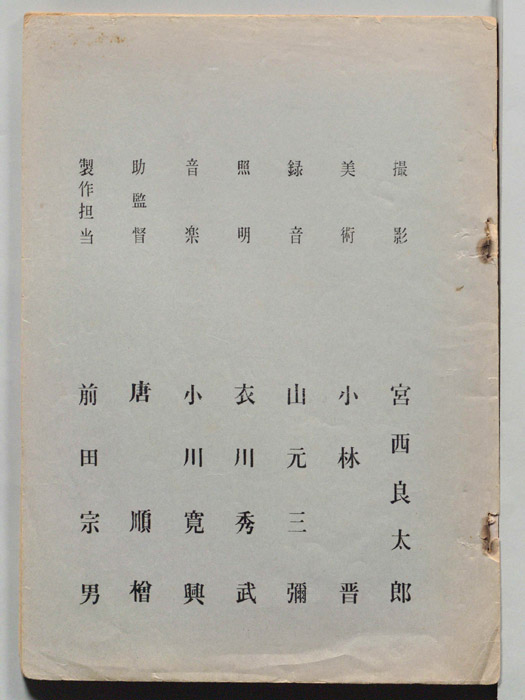 撮影 宮西良太郎
美術 小林晋
録音 山元三彌
照明 衣川秀武
音楽 小川寛興
助監督 唐順檜
製作担当 前田宗男